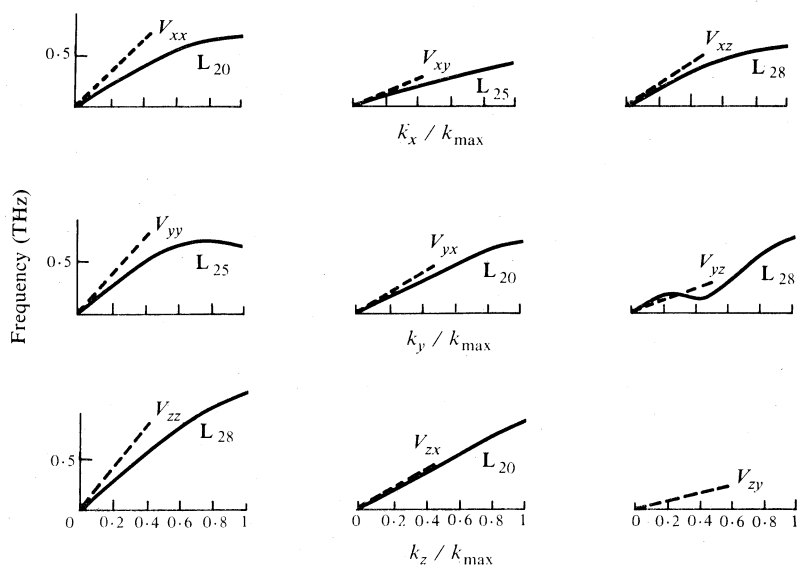 Frequency (THz)
0·5
V_xx
L_20
V_xy
L_25
V_xz
L_28
k_x / k_max
0·5
V_yy
L_25
V_yx
L_20
V_yz
L_28
k_y / k_max
0·5
V_zz
L_28
V_zx
L_20
V_zy
0 0·2 0·4 0·6 0·8 1
0 0·2 0·4 0·6 0·8 1
0 0·2 0·4 0·6 0·8 1
k_z / k_max